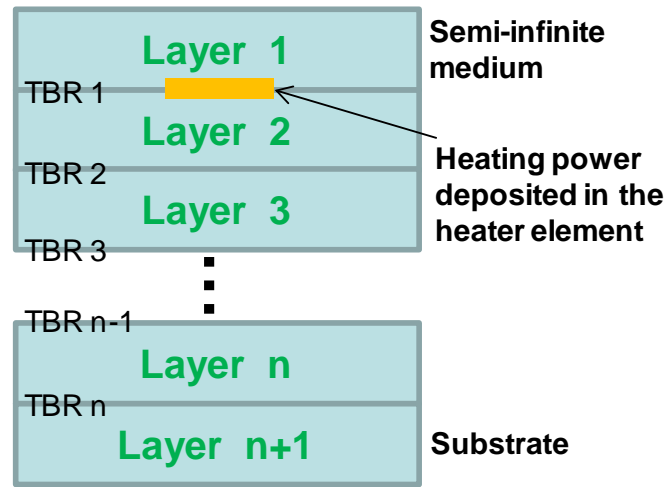 Layer 1
Semi-infinite
medium
TBR 1
Layer 2
Heating power
deposited in the
heater element
TBR 2
Layer 3
TBR 3
TBR n-1
Layer n
TBR n
Layer n+1
Substrate